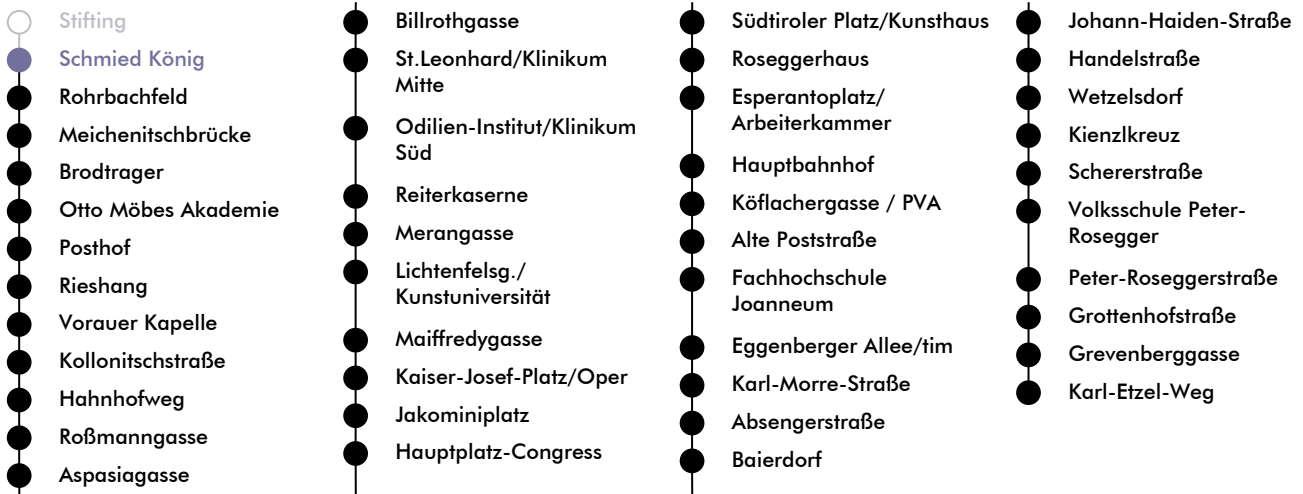 Stifting
Schmied König
Rohrbachfeld
Meichenitschbrücke
Brodtrager
Otto Möbes Akademie
Posthof
Rieshang
Vorauer Kapelle
Kollonitschstraße
Hahnhofweg
Roßmanngasse
Aspasiagasse
Billrothgasse
St.Leonhard/Klinikum
Mitte
Odilien-Institut/Klinikum
Süd
Reiterkaserne
Merangasse
Lichtenfelsg./
Kunstuniversität
Maiffredygasse
Kaiser-Josef-Platz/Oper
Jakominiplatz
Hauptplatz-Congress
Südtiroler Platz/Kunsthaus
Roseggerhaus
Esperantoplatz/
Arbeiterkammer
Hauptbahnhof
Köflachergasse / PVA
Alte Poststraße
Fachhochschule
Joanneum
Eggenberger Allee/tim
Karl-Morre-Straße
Absengerstraße
Baierdorf
Johann-Haiden-Straße
Handelstraße
Wetzelsdorf
Kienzlkreuz
Schererstraße
Volksschule Peter-
Rosegger
Peter-Roseggerstraße
Grottenhofstraße
Grevenberggasse
Karl-Etzel-Weg